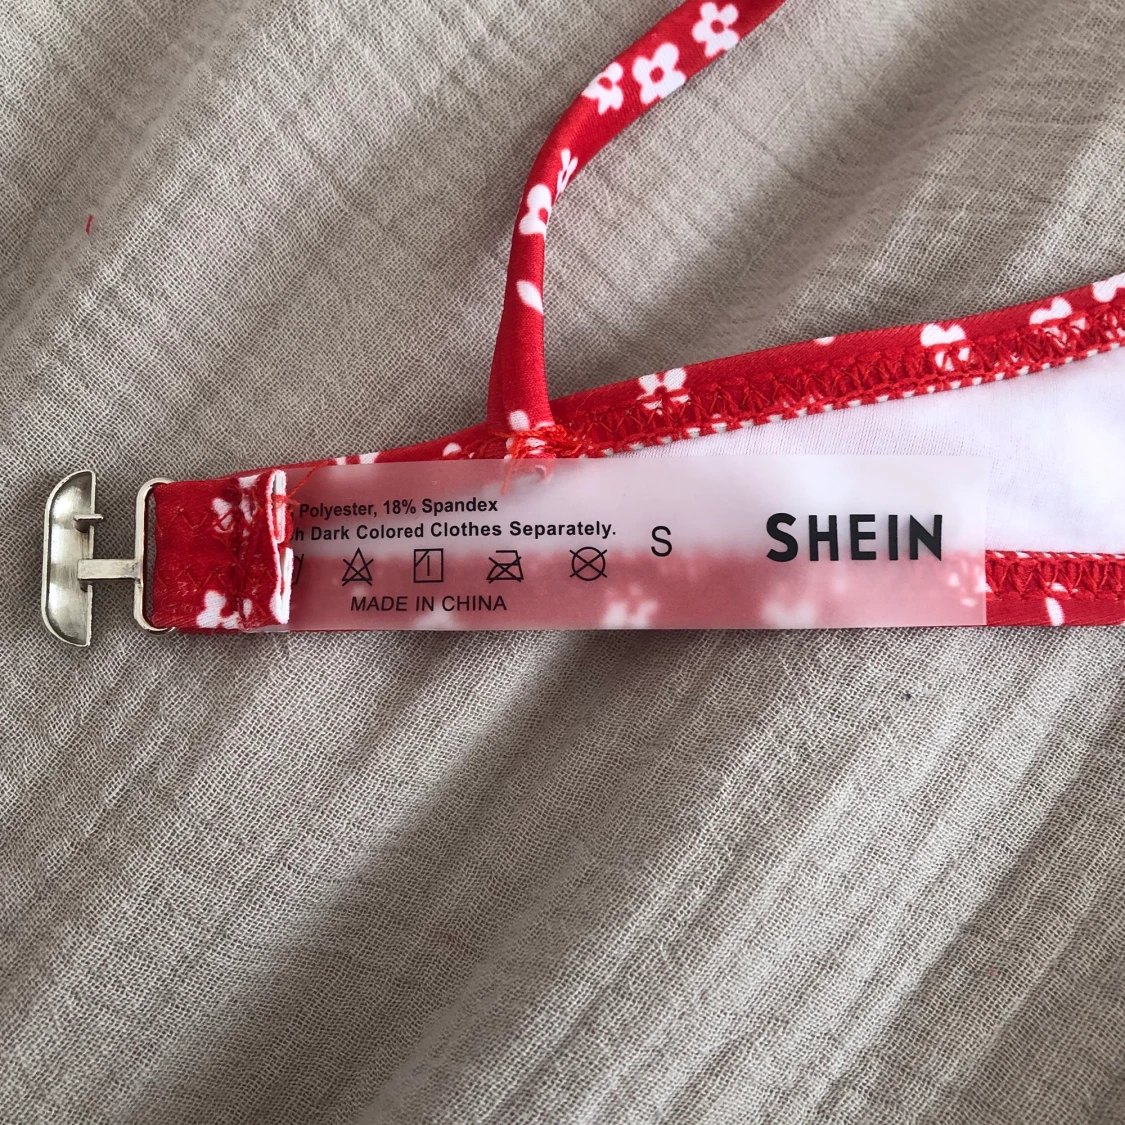 Polyester, 18% Spandex
Dark Colored Clothes Separately.
S
SHEIN
MADE IN CHINA